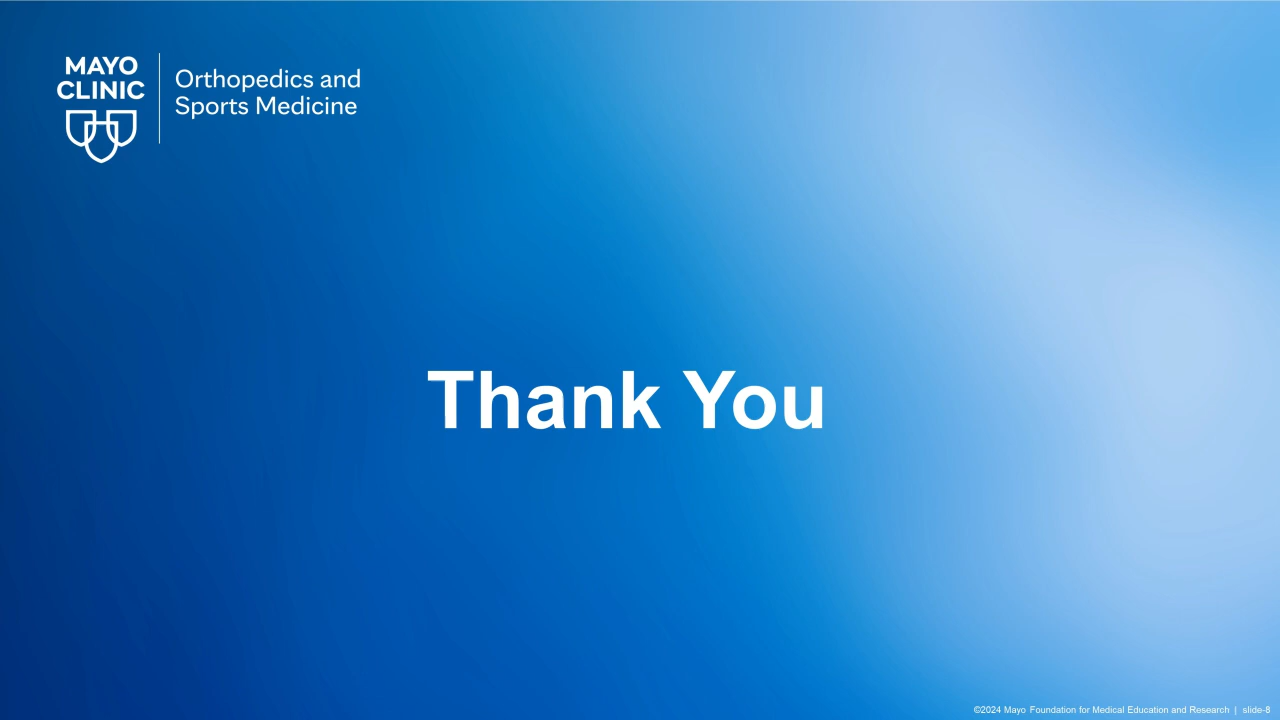 MAYO
CLINIC
Orthopedics and
Sports Medicine
Thank You
©2024 Mayo Foundation for Medical Education and Research | slide-8